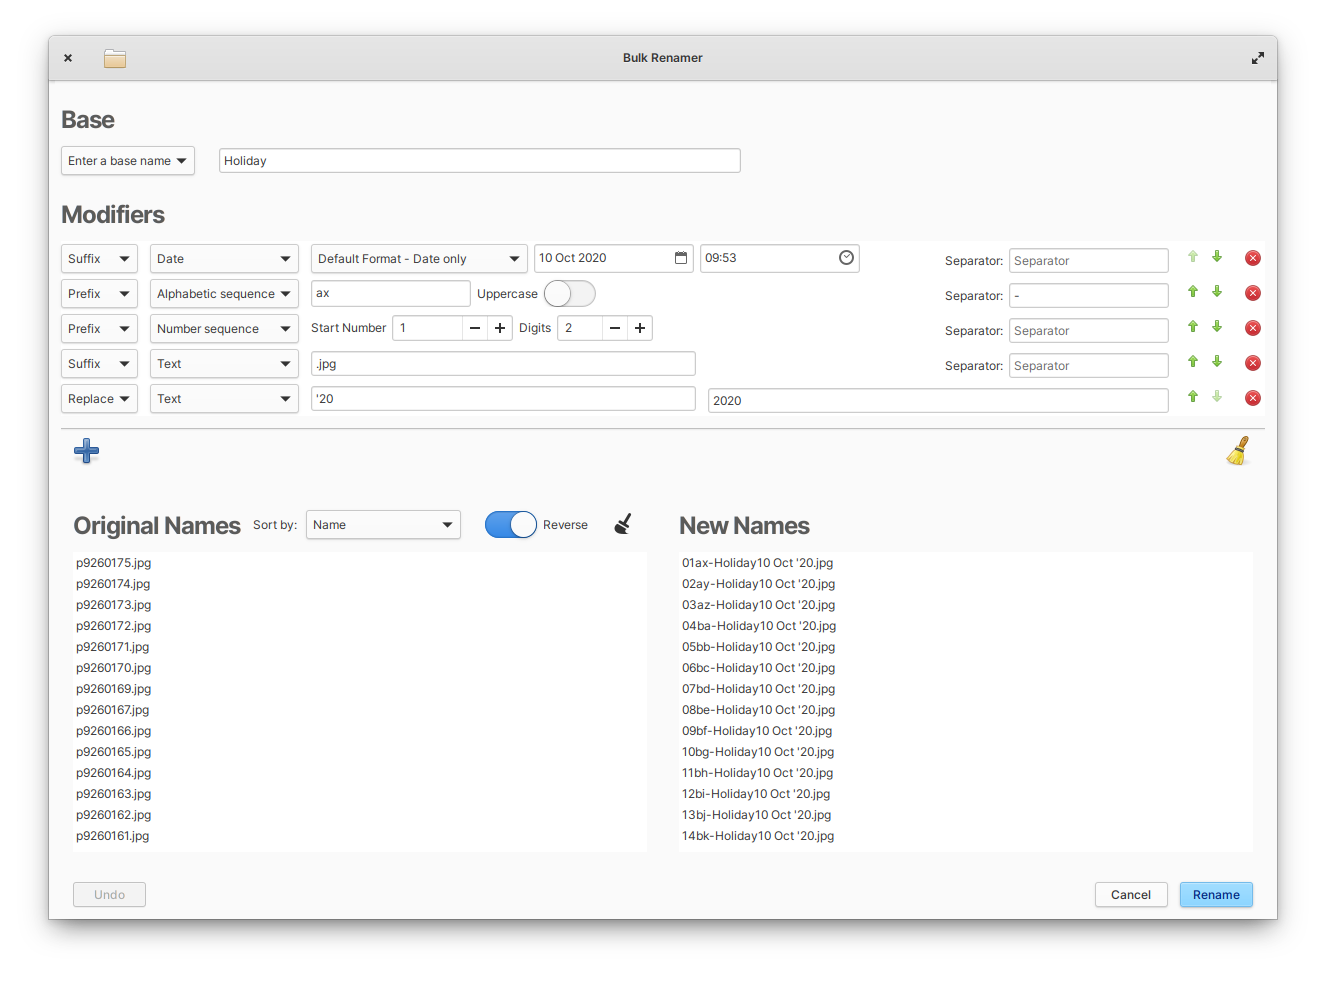 Bulk Renamer
Base
Enter a base name Holiday
Modifiers
Suffix Date Default Format - Date only 10 Oct 2020 09:53 Separator: Separator
Prefix Alphabetic sequence ax Uppercase Separator: -
Prefix Number sequence Start Number 1 Digits 2 Separator: Separator
Suffix Text .jpg Separator: Separator
Replace Text '20 2020
Original Names Sort by: Name Reverse New Names
p9260175.jpg 01ax-Holiday10 Oct '20.jpg
p9260174.jpg 02ay-Holiday10 Oct '20.jpg
p9260173.jpg 03az-Holiday10 Oct '20.jpg
p9260172.jpg 04ba-Holiday10 Oct '20.jpg
p9260171.jpg 05bb-Holiday10 Oct '20.jpg
p9260170.jpg 06bc-Holiday10 Oct '20.jpg
p9260169.jpg 07bd-Holiday10 Oct '20.jpg
p9260167.jpg 08be-Holiday10 Oct '20.jpg
p9260166.jpg 09bf-Holiday10 Oct '20.jpg
p9260165.jpg 10bg-Holiday10 Oct '20.jpg
p9260164.jpg 11bh-Holiday10 Oct '20.jpg
p9260163.jpg 12bi-Holiday10 Oct '20.jpg
p9260162.jpg 13bj-Holiday10 Oct '20.jpg
p9260161.jpg 14bk-Holiday10 Oct '20.jpg
Undo Cancel Rename